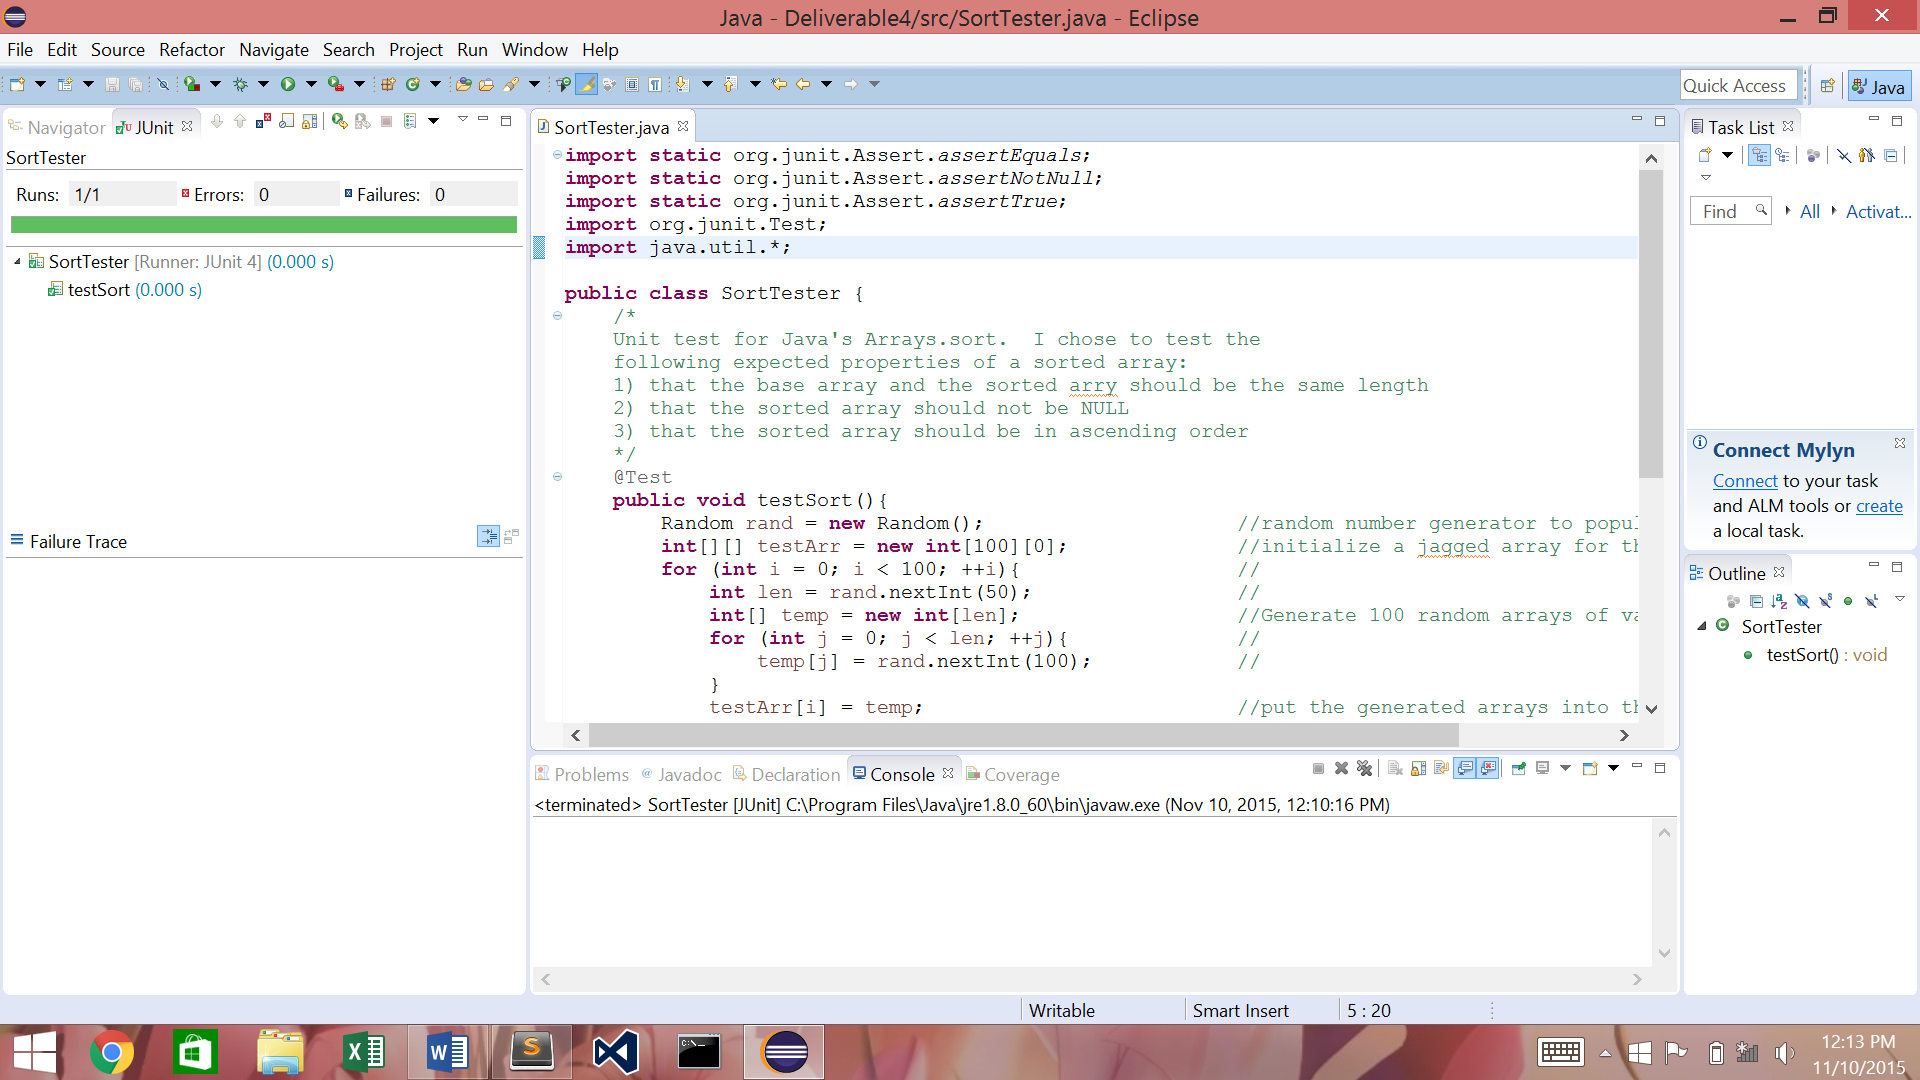 Java - Deliverable4/src/SortTester.java - Eclipse
File Edit Source Refactor Navigate Search Project Run Window Help
Quick Access
Java
Navigator
JUnit
SortTester
Runs: 1/1 Errors: 0 Failures: 0
SortTester [Runner: JUnit 4] (0.000 s)
testSort (0.000 s)
Failure Trace
SortTester.java
import static org.junit.Assert.assertEquals;
import static org.junit.Assert.assertNotNull;
import static org.junit.Assert.assertTrue;
import org.junit.Test;
import java.util.*;
public class SortTester {
/*
Unit test for Java's Arrays.sort.  I chose to test the
following expected properties of a sorted array:
1) that the base array and the sorted arry should be the same length
2) that the sorted array should not be NULL
3) that the sorted array should be in ascending order
*/
@Test
public void testSort(){
Random rand = new Random(); //random number generator to popul
int[][] testArr = new int[100][0]; //initialize a jagged array for th
for (int i = 0; i < 100; ++i){ //
int len = rand.nextInt(50); //
int[] temp = new int[len]; //Generate 100 random arrays of va
for (int j = 0; j < len; ++j){ //
temp[j] = rand.nextInt(100); //
}
testArr[i] = temp; //put the generated arrays into th
Problems Javadoc Declaration Console Coverage
<terminated> SortTester [JUnit] C:\Program Files\Java\jre1.8.0_60\bin\javaw.exe (Nov 10, 2015, 12:10:16 PM)
Task List
Find All Activat...
Connect Mylyn
Connect to your task
and ALM tools or create
a local task.
Outline
SortTester
testSort() : void
Writable Smart Insert 5 : 20
12:13 PM
11/10/2015